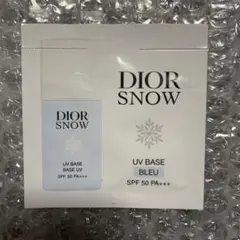 DIOR
SNOW
UV BASE
BASE UV
SPF 50 PA+++
DIOR
SNOW
UV BASE
BLEU
SPF 50 PA+++